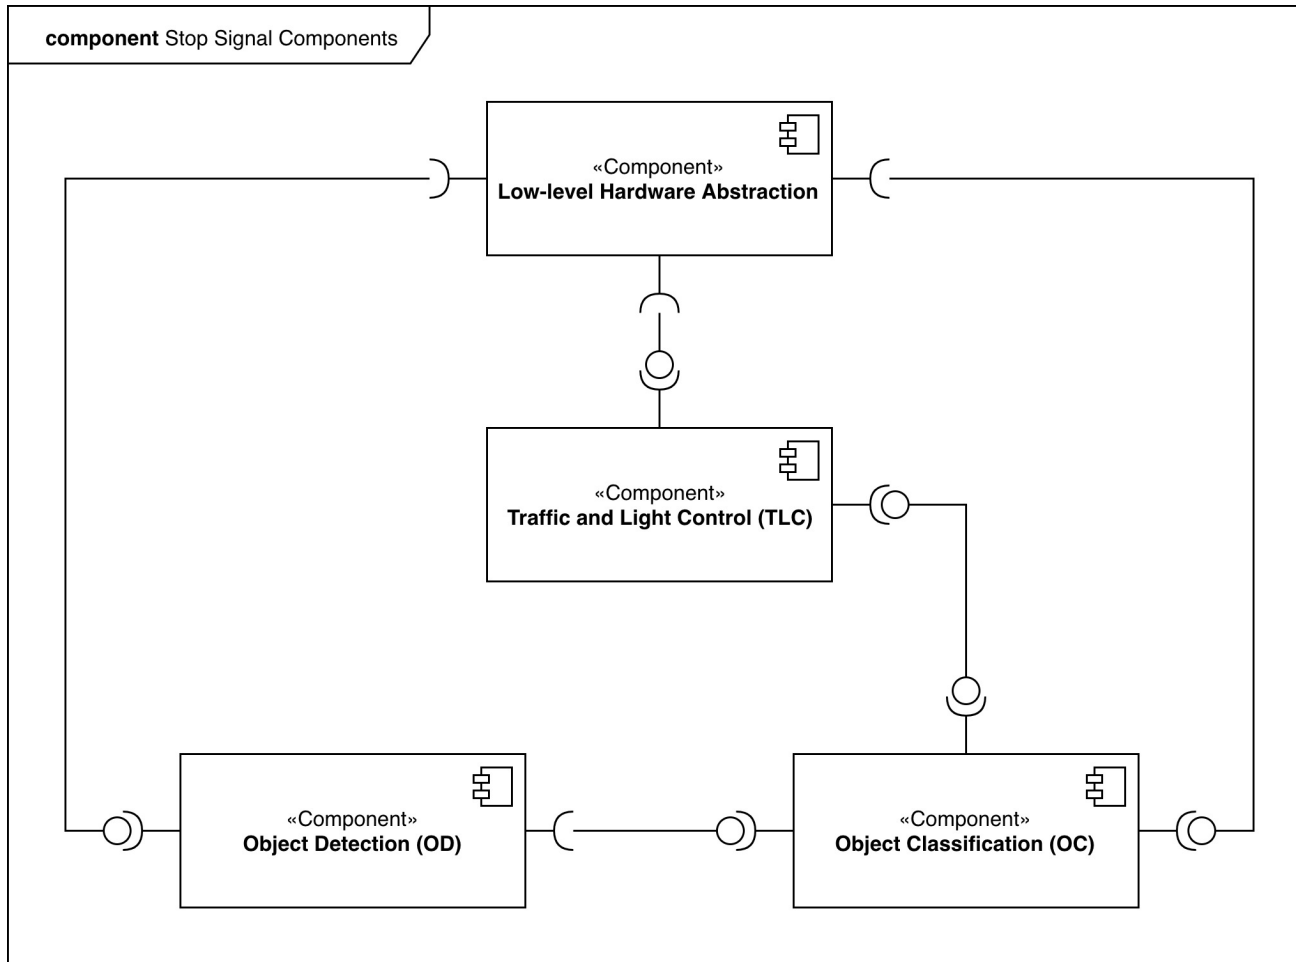 component Stop Signal Components
«Component»
Low-level Hardware Abstraction
«Component»
Traffic and Light Control (TLC)
«Component»
Object Detection (OD)
«Component»
Object Classification (OC)